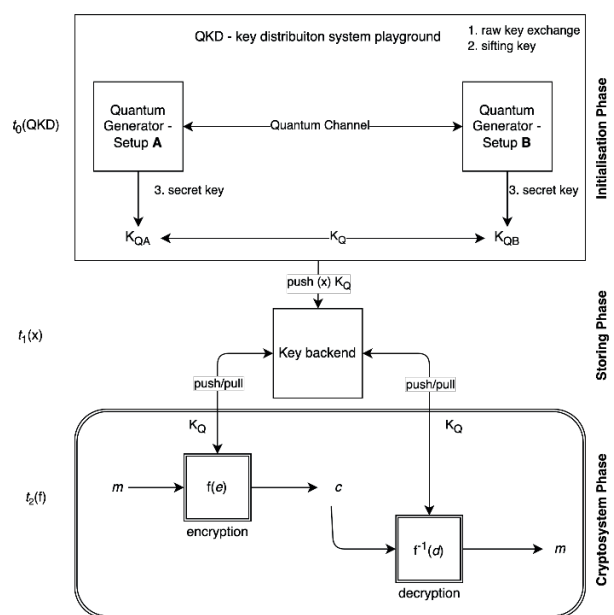 QKD - key distribuiton system playground
1. raw key exchange
2. sifting key
t0(QKD)
Quantum
Generator -
Setup A
Quantum Channel
Quantum
Generator -
Setup B
3. secret key
3. secret key
KQA
KQ
KQB
Initialisation Phase
push (x) KQ
t1(x)
Key backend
push/pull
push/pull
Storing Phase
KQ
KQ
t2(f)
m
f(e)
c
encryption
f-1(d)
m
decryption
Cryptosystem Phase